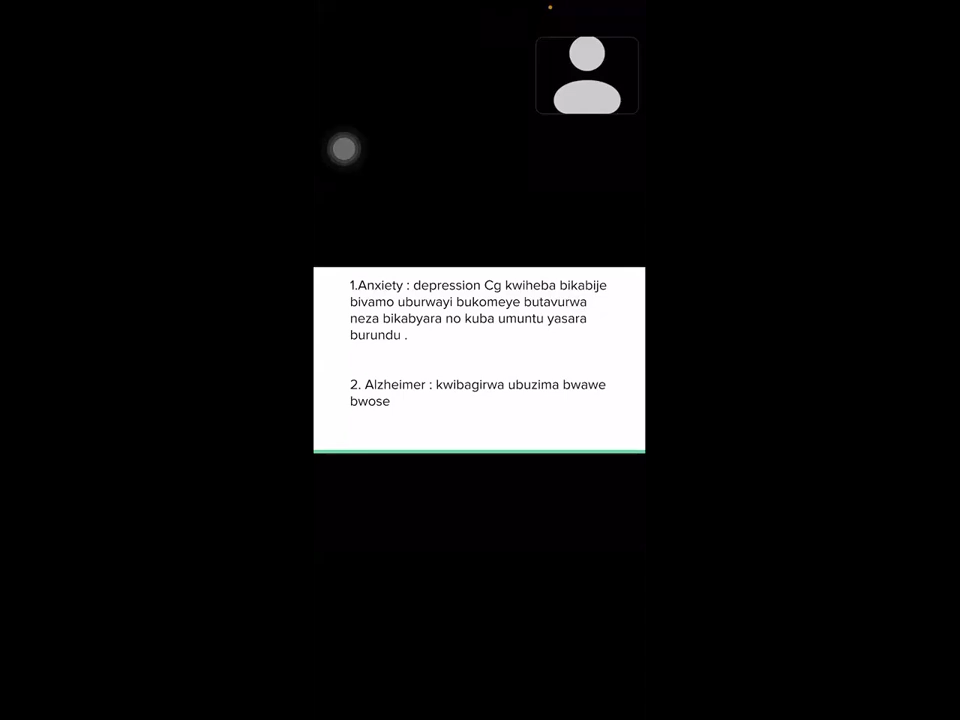 1.Anxiety : depression Cg kwiheba bikabije
bivamo uburwayi bukomeye butavurwa
neza bikabyara no kuba umuntu yasara
burundu .
2. Alzheimer : kwibagirwa ubuzima bwawe
bwose